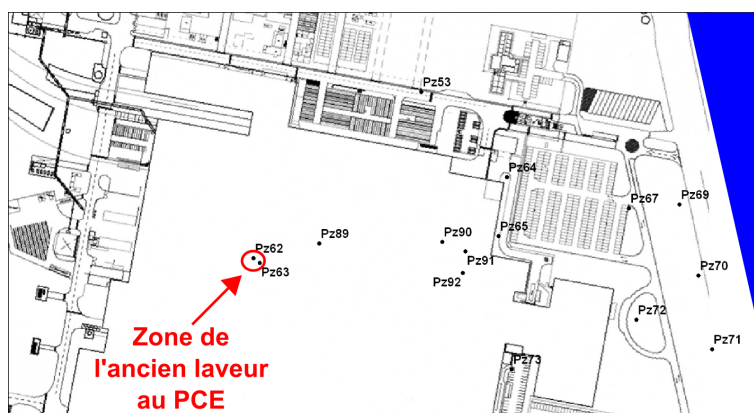 Pz53
Pz64
Pz67
Pz69
Pz65
Pz89
Pz90
Pz62
Pz91
Pz63
Pz92
Pz70
Pz72
Pz71
Pz73
Zone de
l'ancien laveur
au PCE